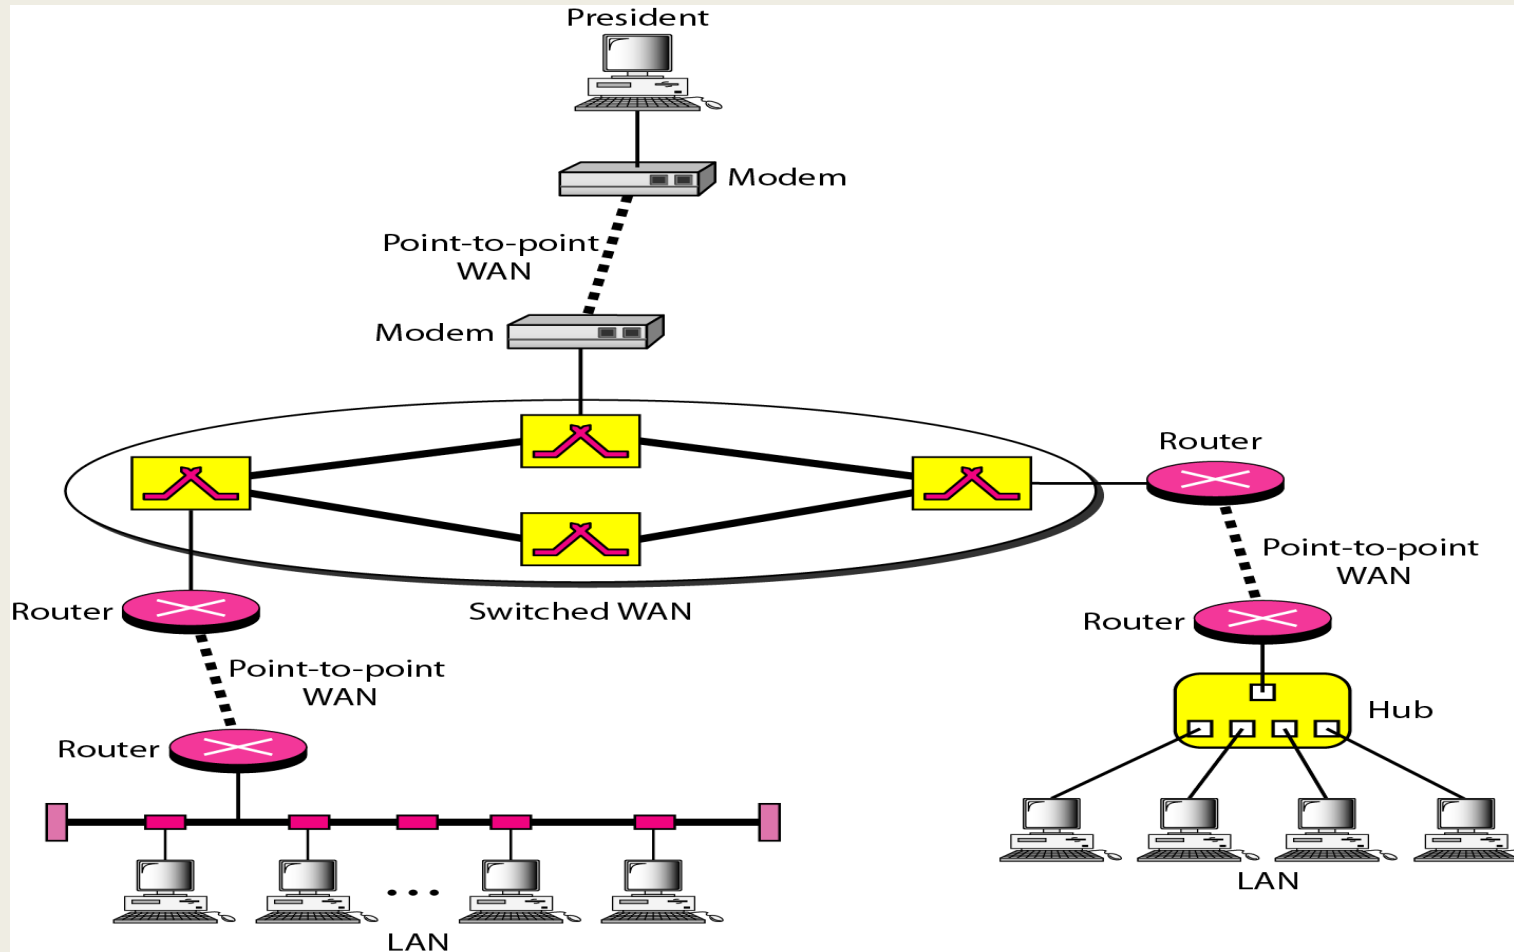 President
Modem
Point-to-point
WAN
Modem
Router
Point-to-point
WAN
Router
Switched WAN
Router
Point-to-point
WAN
Hub
Router
LAN
LAN